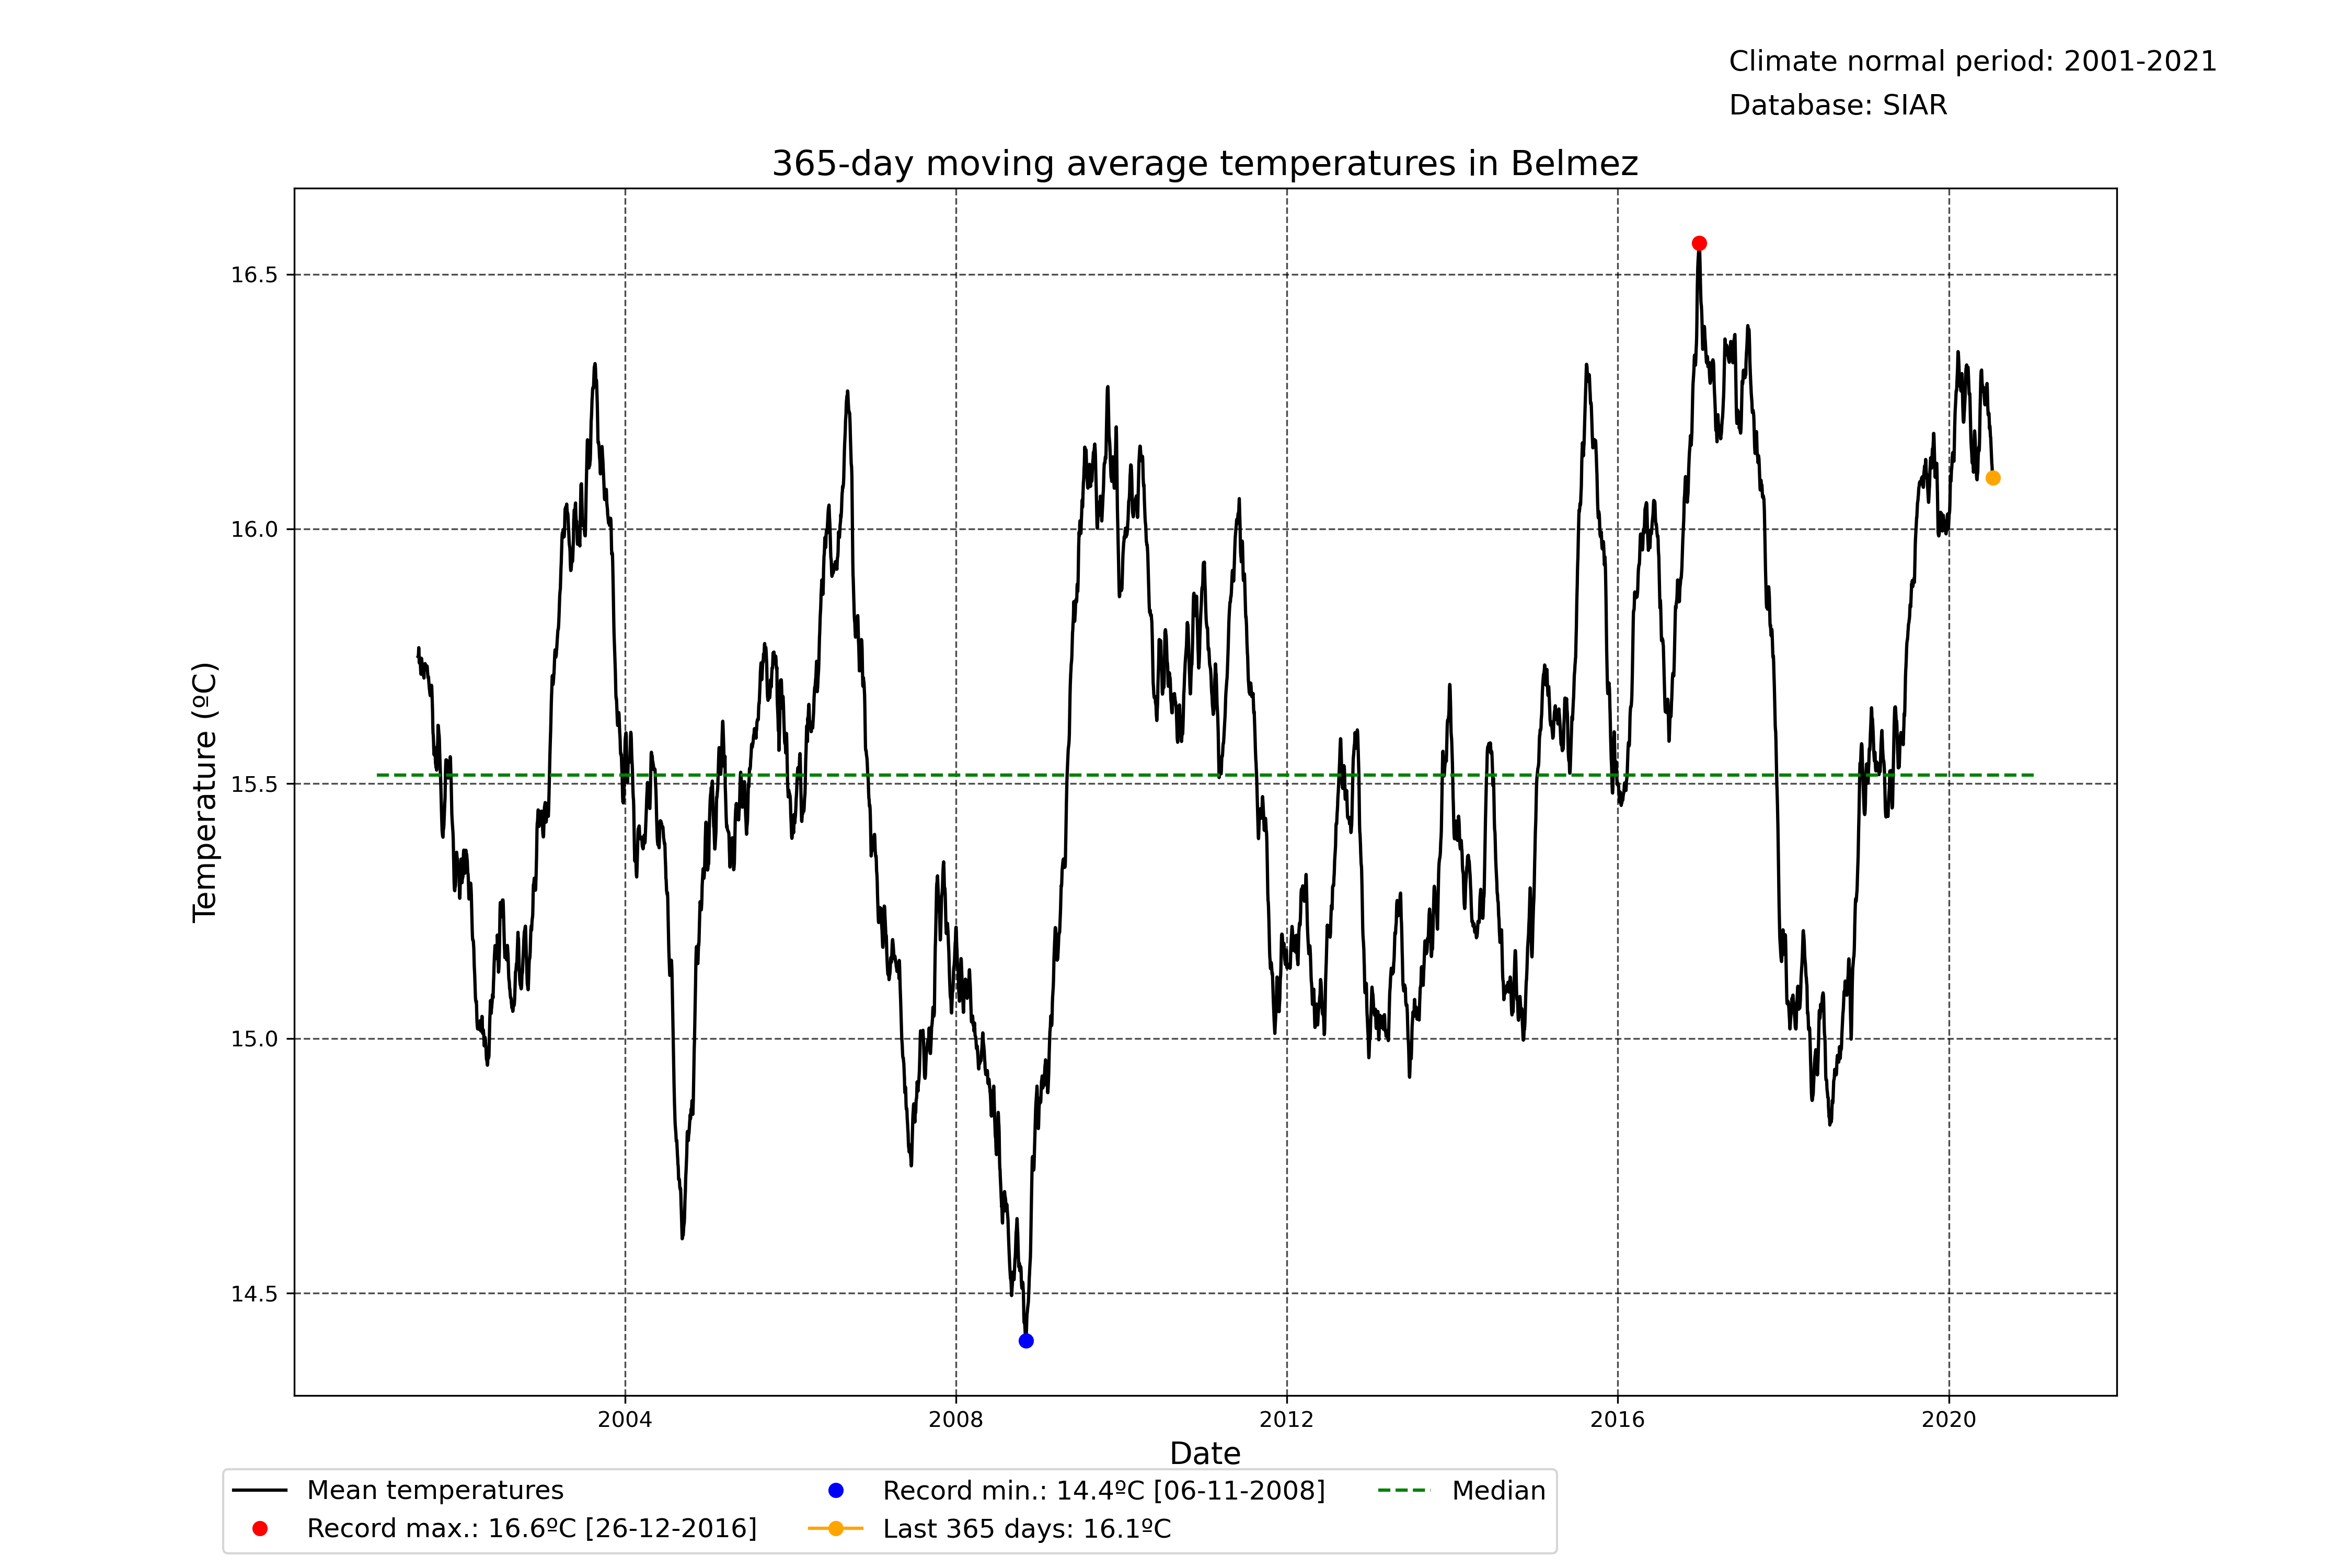 Climate normal period: 2001-2021
Database: SIAR
365-day moving average temperatures in Belmez
Temperature (ºC)
16.5
16.0
15.5
15.0
14.5
2004 2008 2012 2016 2020
Date
Mean temperatures
Record max.: 16.6ºC [26-12-2016]
Record min.: 14.4ºC [06-11-2008]
Last 365 days: 16.1ºC
Median